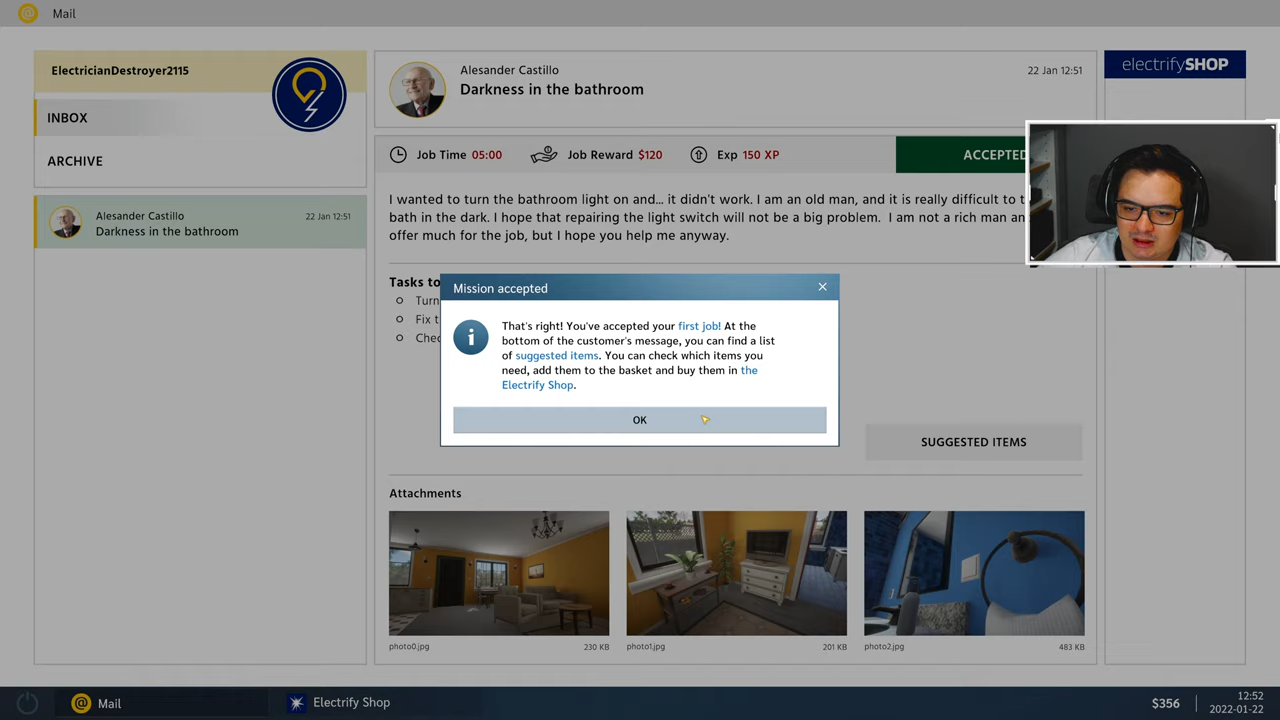 Mail
ElectricianDestroyer2115
INBOX
ARCHIVE
Alesander Castillo
22 Jan 12:51
Darkness in the bathroom
Alesander Castillo
22 Jan 12:51
Darkness in the bathroom
electrifySHOP
Job Time 05:00
Job Reward $120
Exp 150 XP
ACCEPTED
I wanted to turn the bathroom light on and... it didn't work. I am an old man, and it is really difficult to
bath in the dark. I hope that repairing the light switch will not be a big problem. I am not a rich man
offer much for the job, but I hope you help me anyway.
Tasks to
Mission accepted
That's right! You've accepted your first job! At the
bottom of the customer's message, you can find a list
of suggested items. You can check which items you
need, add them to the basket and buy them in the
Electrify Shop.
OK
SUGGESTED ITEMS
Attachments
photo0.jpg
230 KB
photo1.jpg
201 KB
photo2.jpg
483 KB
Mail
Electrify Shop
$356
12:52
2022-01-22